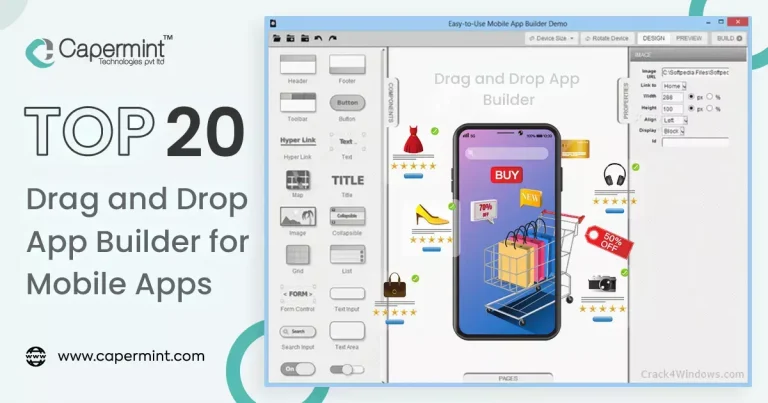 Capermint™
Technologies pvt ltd
TOP 20
Drag and Drop
App Builder for
Mobile Apps
www.capermint.com
Easy-to-Use Mobile App Builder Demo
Device Size
Rotate Device
DESIGN
PREVIEW
BUILD
Header
Footer
Toolbar
Button
Button
Hyper Link
Hyper Link
Text
Text
Map
TITLE
Title
Image
Collapsible
Collapsible
Grid
List
< FORM >
Form Control
Text Input
Search
Search Input
Text Area
On
COMPONENTS
Drag and Drop App
Builder
BUY
70%
OFF
NEW
50%
OFF
PAGES
PROPERTIES
IMAGE
Image
URL
C:\Softpedia Files\Softpec
Link to
Home
Width
288
px
%
Height
100
px
%
Align
Left
Display
Block
Id
Crack4Windows.com